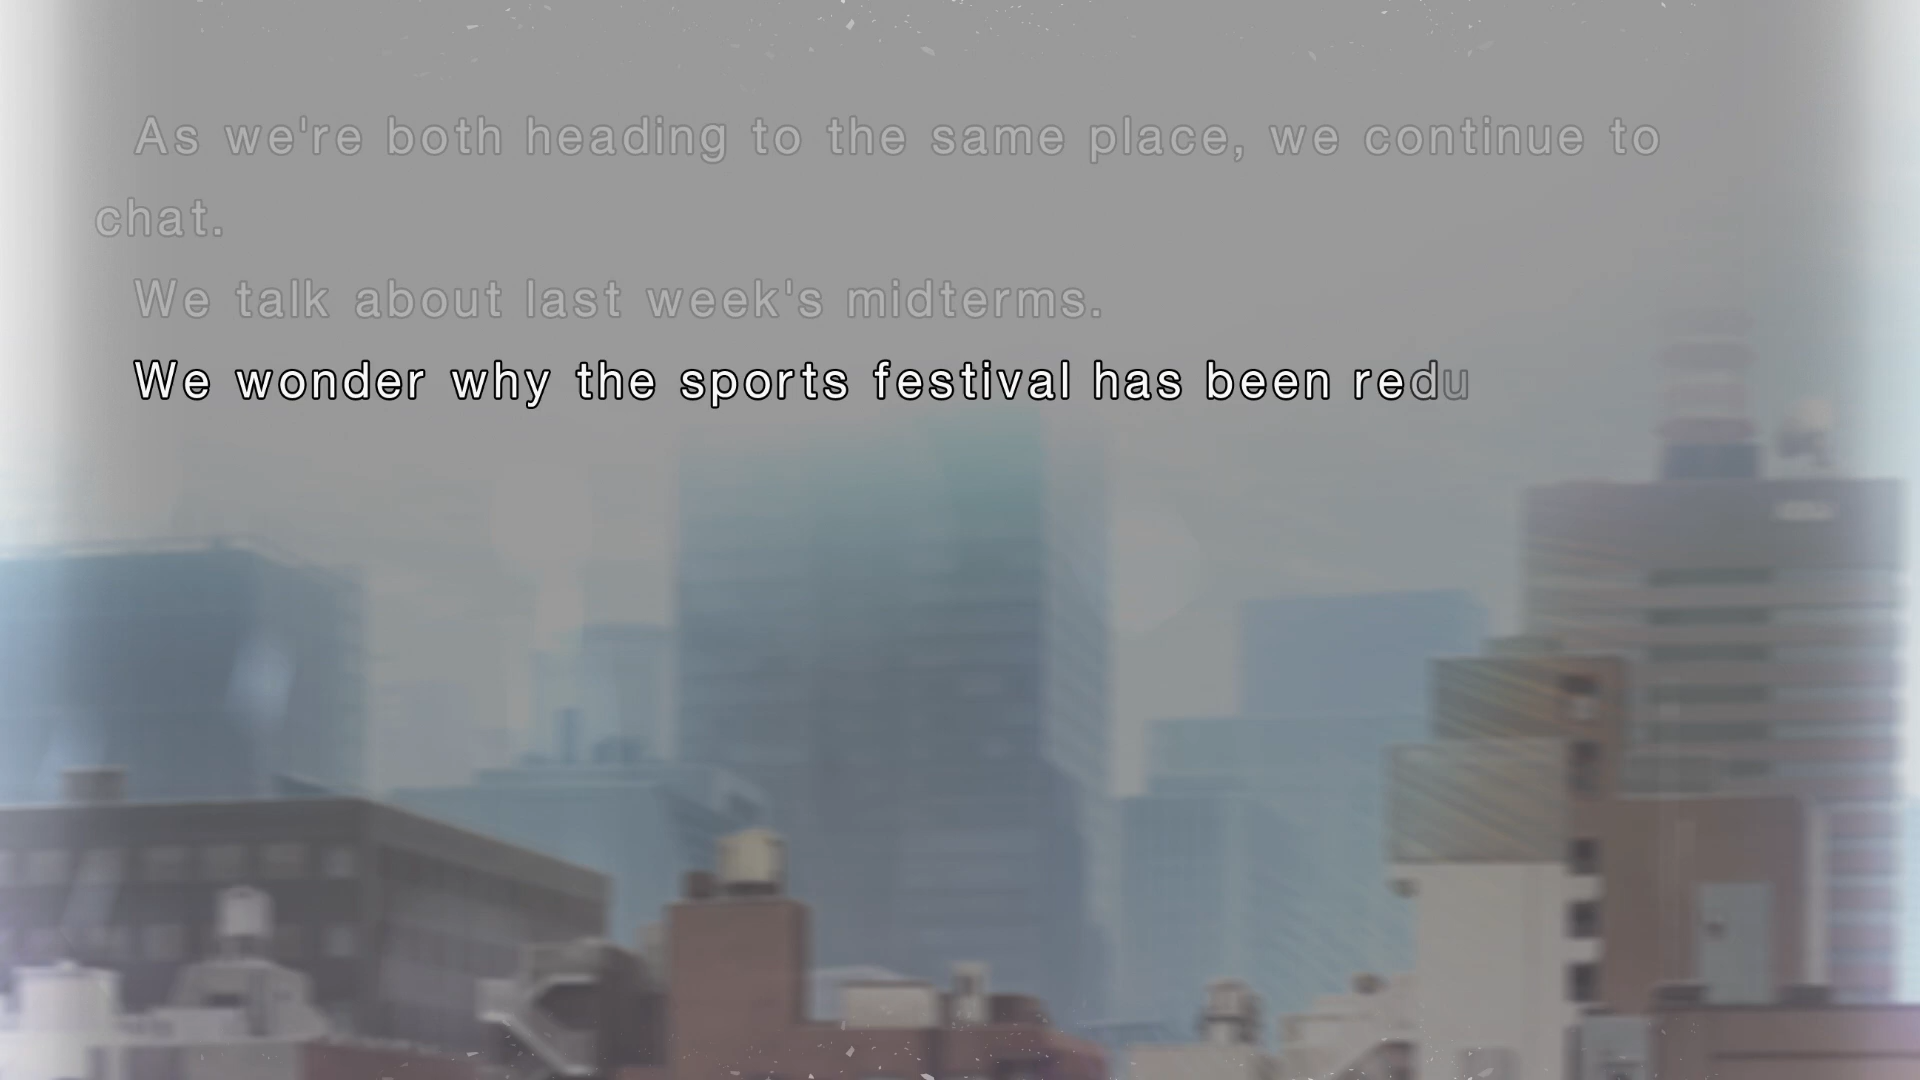 As we're both heading to the same place, we continue to
chat.
We talk about last week's midterms.
We wonder why the sports festival has been redu